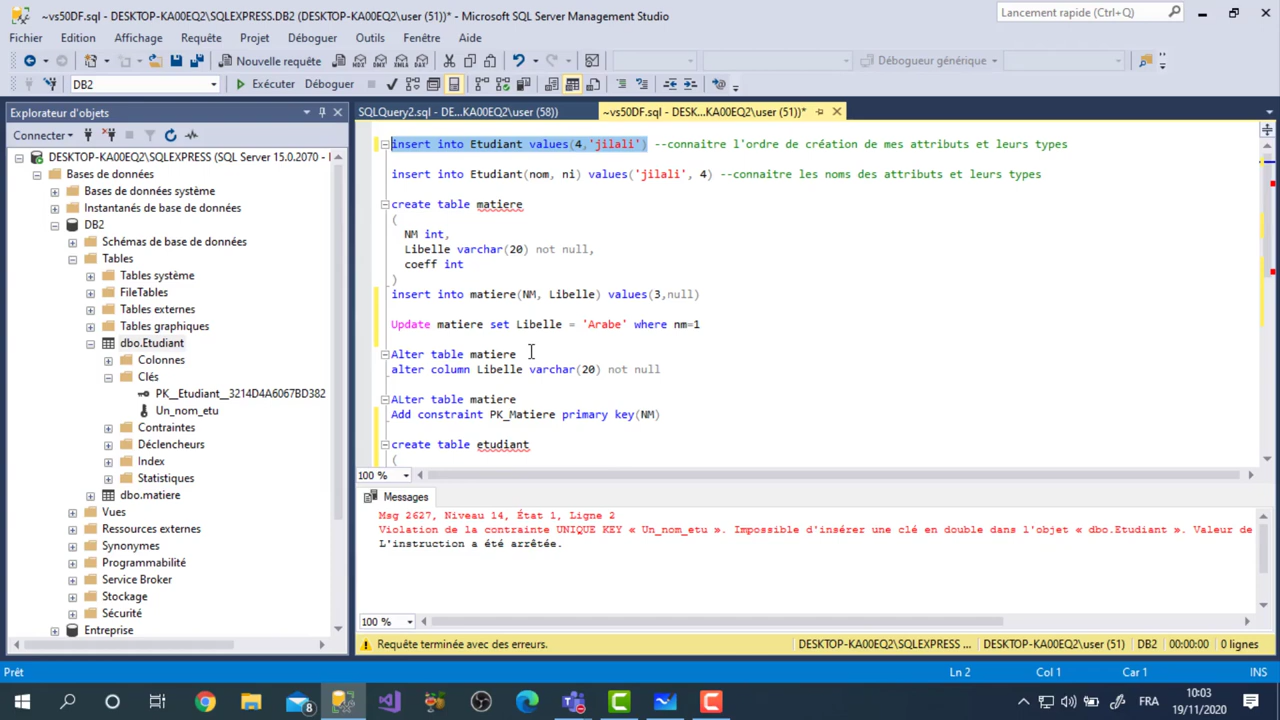 ~vs50DF.sql - DESKTOP-KA00EQ2\SQLEXPRESS.DB2 (DESKTOP-KA00EQ2\user (51))* - Microsoft SQL Server Management Studio
Lancement rapide (Ctrl+Q)
Fichier Edition Affichage Requête Projet Déboguer Outils Fenêtre Aide
Nouvelle requête
MDX DMX XMLA DAX
Débogueur générique
DB2
Exécuter Déboguer
Explorateur d'objets
SQLQuery2.sql - DE...KA00EQ2\user (58))
~vs50DF.sql - DESK...KA00EQ2\user (51))*
Connecter
DESKTOP-KA00EQ2\SQLEXPRESS (SQL Server 15.0.2070 -
Bases de données
Bases de données système
Instantanés de base de données
DB2
Schémas de base de données
Tables
Tables système
FileTables
Tables externes
Tables graphiques
dbo.Etudiant
Colonnes
Clés
PK__Etudiant__3214D4A6067BD382
Un_nom_etu
Contraintes
Déclencheurs
Index
Statistiques
dbo.matiere
Vues
Ressources externes
Synonymes
Programmabilité
Service Broker
Stockage
Sécurité
Entreprise
insert into Etudiant values(4,'jilali') --connaitre l'ordre de création de mes attributs et leurs types
insert into Etudiant(nom, ni) values('jilali', 4) --connaitre les noms des attributs et leurs types
create table matiere
(
NM int,
Libelle varchar(20) not null,
coeff int
)
insert into matiere(NM, Libelle) values(3,null)
Update matiere set Libelle = 'Arabe' where nm=1
Alter table matiere
alter column Libelle varchar(20) not null
ALter table matiere
Add constraint PK_Matiere primary key(NM)
create table etudiant
(
100 %
Messages
Msg 2627, Niveau 14, État 1, Ligne 2
Violation de la contrainte UNIQUE KEY « Un_nom_etu ». Impossible d'insérer une clé en double dans l'objet « dbo.Etudiant ». Valeur de
L'instruction a été arrêtée.
100 %
Requête terminée avec des erreurs.
DESKTOP-KA00EQ2\SQLEXPRESS ... DESKTOP-KA00EQ2\user (51) DB2 00:00:00 0 lignes
Prêt
Ln 2 Col 1 Car 1 INS
8
FRA
10:03
19/11/2020